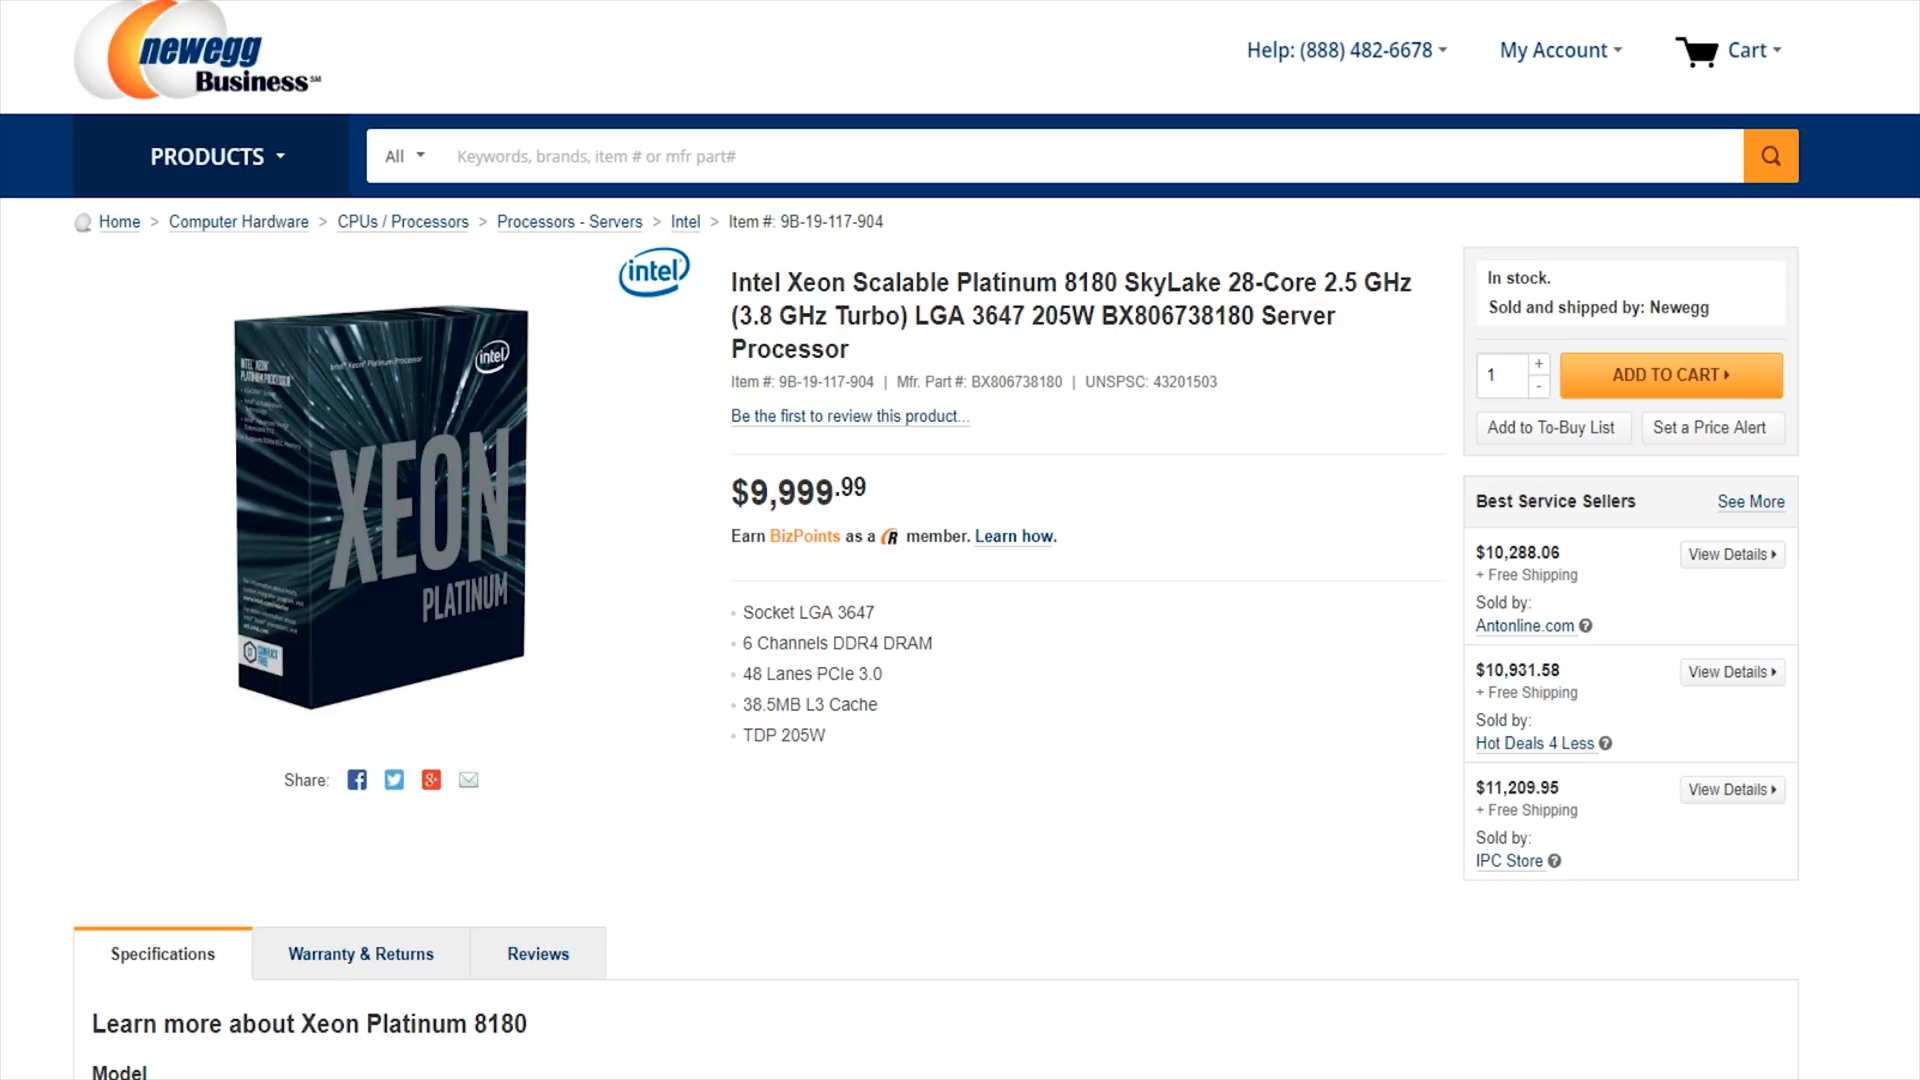 newegg
Business℠
Help: (888) 482-6678
My Account
Cart
PRODUCTS
All
Keywords, brands, item # or mfr part#
Home > Computer Hardware > CPUs / Processors > Processors - Servers > Intel > Item #: 9B-19-117-904
intel
Intel Xeon Scalable Platinum 8180 SkyLake 28-Core 2.5 GHz
(3.8 GHz Turbo) LGA 3647 205W BX806738180 Server
Processor
Item #: 9B-19-117-904 | Mfr. Part #: BX806738180 | UNSPSC: 43201503
Be the first to review this product...
$9,999.99
Earn BizPoints as a R member. Learn how.
Socket LGA 3647
6 Channels DDR4 DRAM
48 Lanes PCIe 3.0
38.5MB L3 Cache
TDP 205W
INTEL XEON
PLATINUM PROCESSOR
Intel Xeon Platinum Processor
intel
XEON
PLATINUM
CONFLICT
FREE
Share:
In stock.
Sold and shipped by: Newegg
1
+
-
ADD TO CART
Add to To-Buy List
Set a Price Alert
Best Service Sellers
See More
$10,288.06
View Details
+ Free Shipping
Sold by:
Antonline.com
$10,931.58
View Details
+ Free Shipping
Sold by:
Hot Deals 4 Less
$11,209.95
View Details
+ Free Shipping
Sold by:
IPC Store
Specifications
Warranty & Returns
Reviews
Learn more about Xeon Platinum 8180
Model